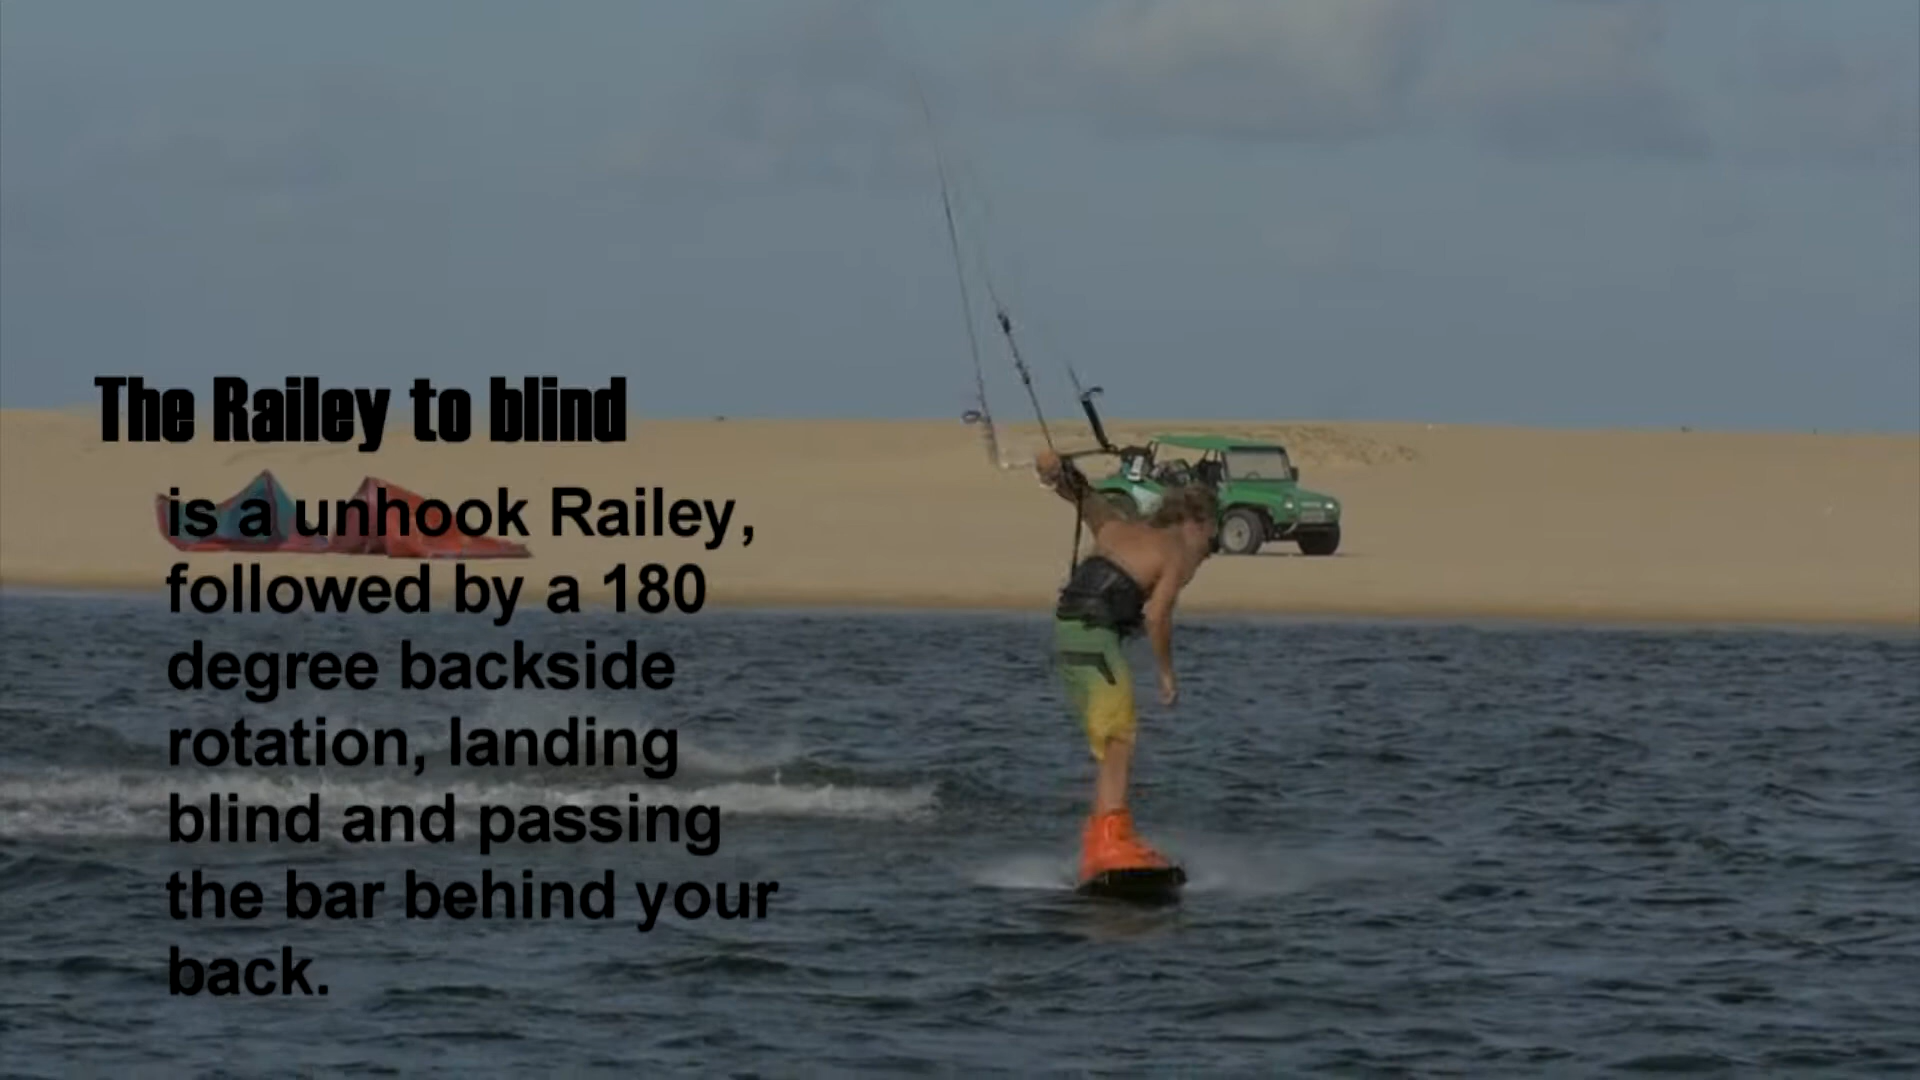 The Railey to blind
is a unhook Railey,
followed by a 180
degree backside
rotation, landing
blind and passing
the bar behind your
back.